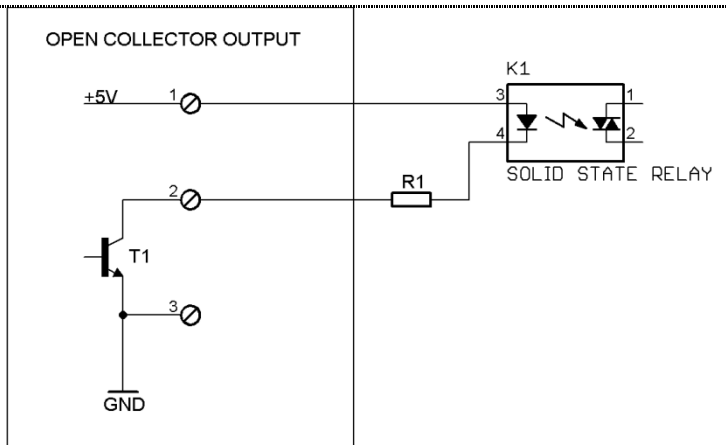 OPEN COLLECTOR OUTPUT
K1
+5V
1
3
1
4
2
SOLID STATE RELAY
2
R1
T1
3
GND